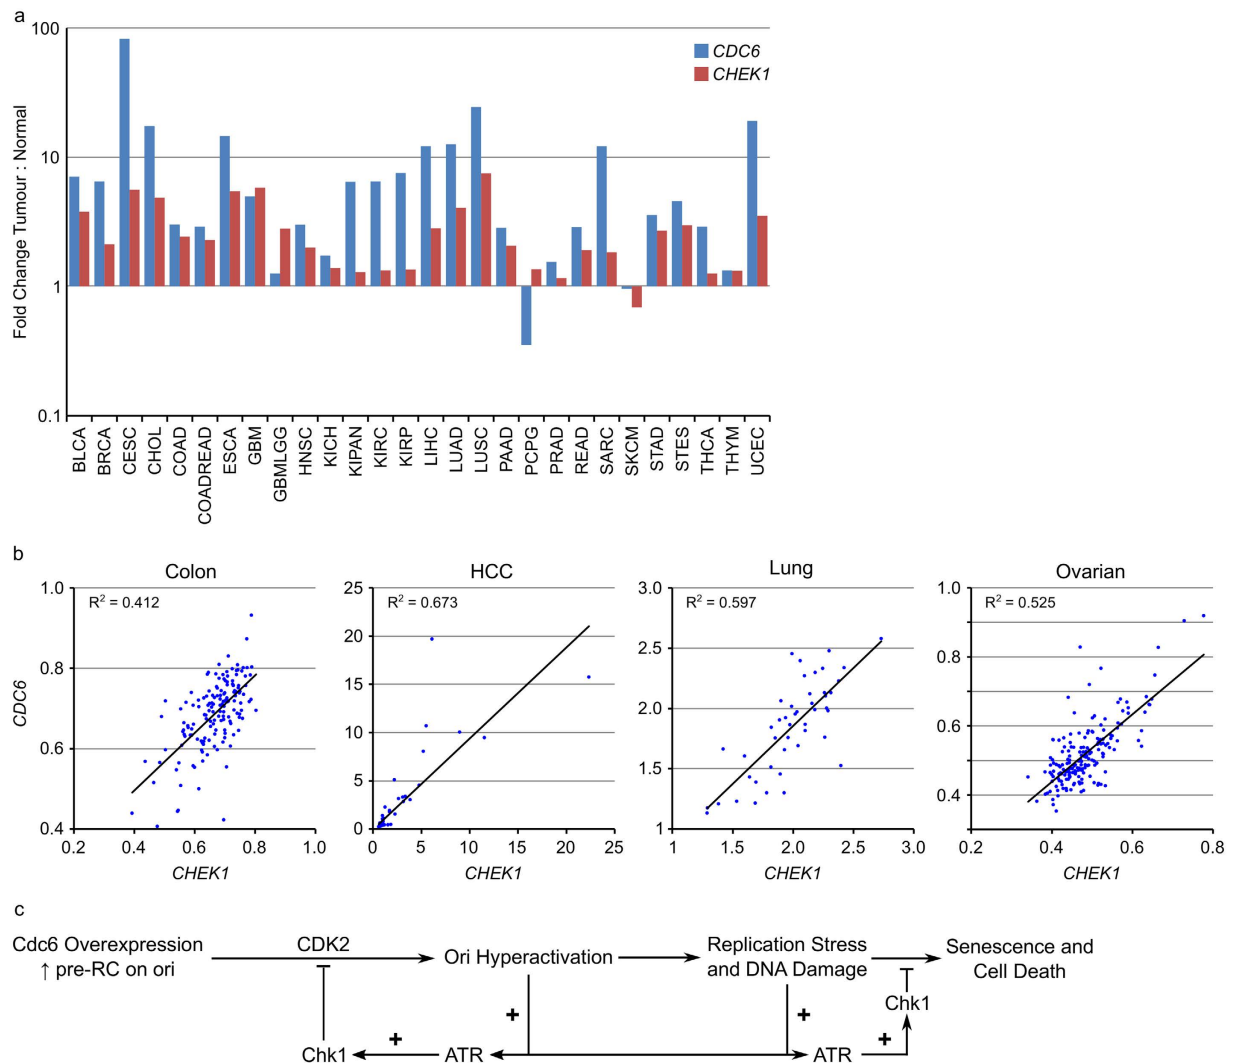 a
100
10
1
0.1
Fold Change Tumour : Normal
CDC6
CHEK1
BLCA
BRCA
CESC
CHOL
COAD
COADREAD
ESCA
GBM
GBMLGG
HNSC
KICH
KIPAN
KIRC
KIRP
LIHC
LUAD
LUSC
PAAD
PCPG
PRAD
READ
SARC
SKCM
STAD
STES
THCA
THYM
UCEC
b
Colon
R² = 0.412
1.0
0.8
0.6
0.4
0.2 0.4 0.6 0.8 1.0
CDC6
CHEK1
HCC
R² = 0.673
25
20
15
10
5
0
0 5 10 15 20 25
CHEK1
Lung
R² = 0.597
3.0
2.5
2.0
1.5
1
1 1.5 2.0 2.5 3.0
CHEK1
Ovarian
R² = 0.525
1.0
0.8
0.6
0.4
0.2 0.4 0.6 0.8
CHEK1
c
Cdc6 Overexpression
↑ pre-RC on ori
CDK2
Ori Hyperactivation
Replication Stress
and DNA Damage
Senescence and
Cell Death
Chk1
+
+
+
+
Chk1
ATR
ATR